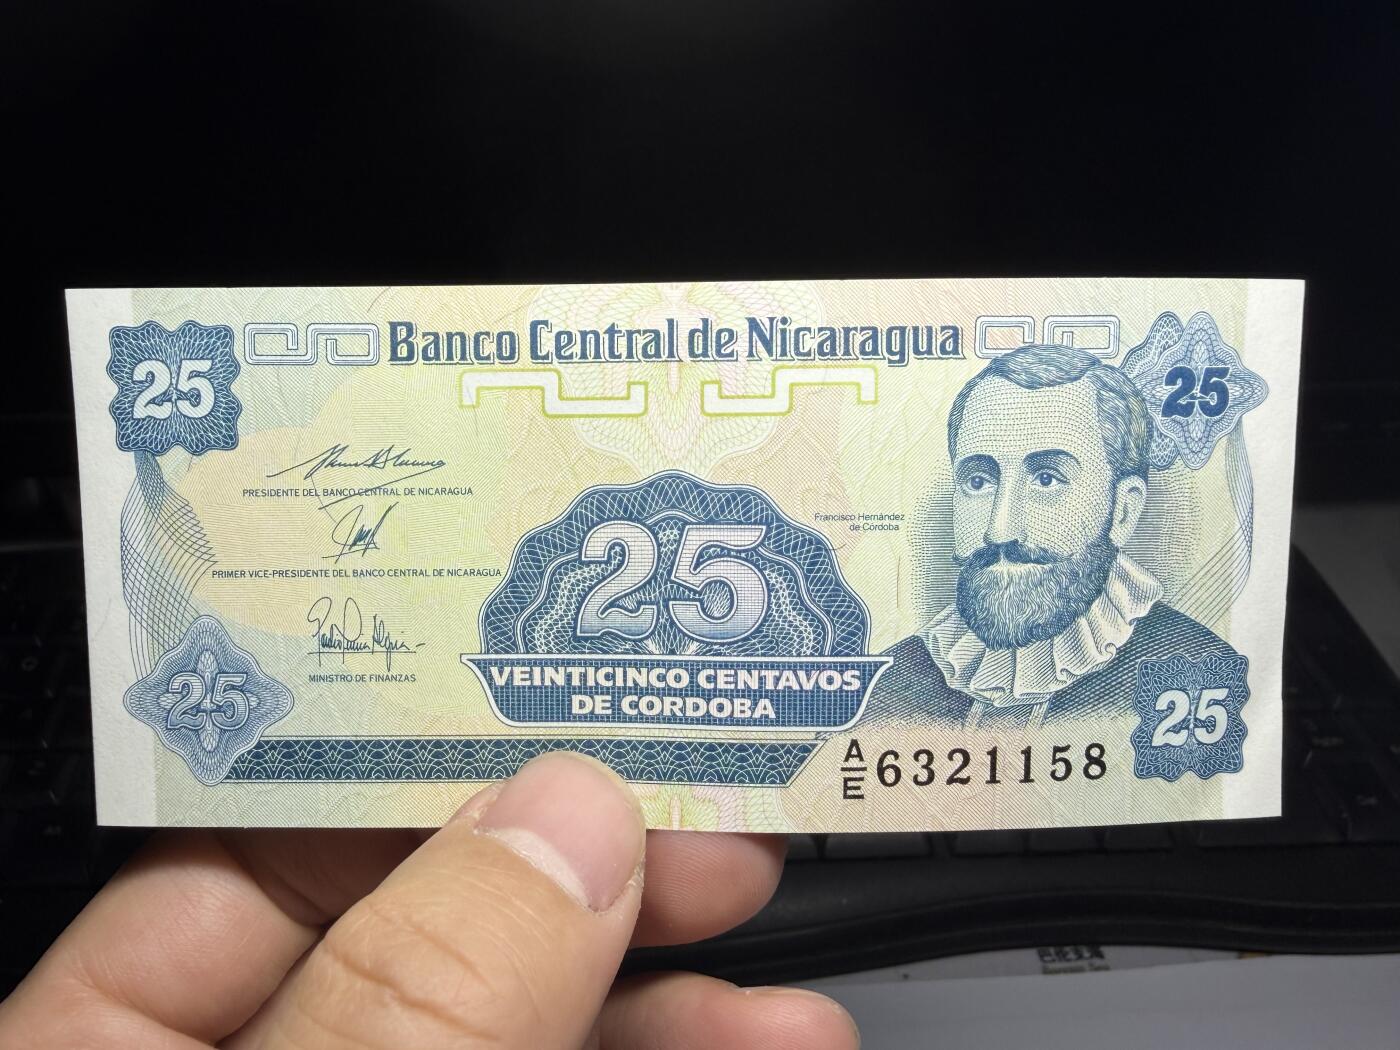 Banco Central de Nicaragua
25
25
PRESIDENTE DEL BANCO CENTRAL DE NICARAGUA
Francisco Hernández
de Córdoba
25
PRIMER VICE-PRESIDENTE DEL BANCO CENTRAL DE NICARAGUA
MINISTRO DE FINANZAS
VEINTICINCO CENTAVOS
DE CORDOBA
25
25
A/E 6321158